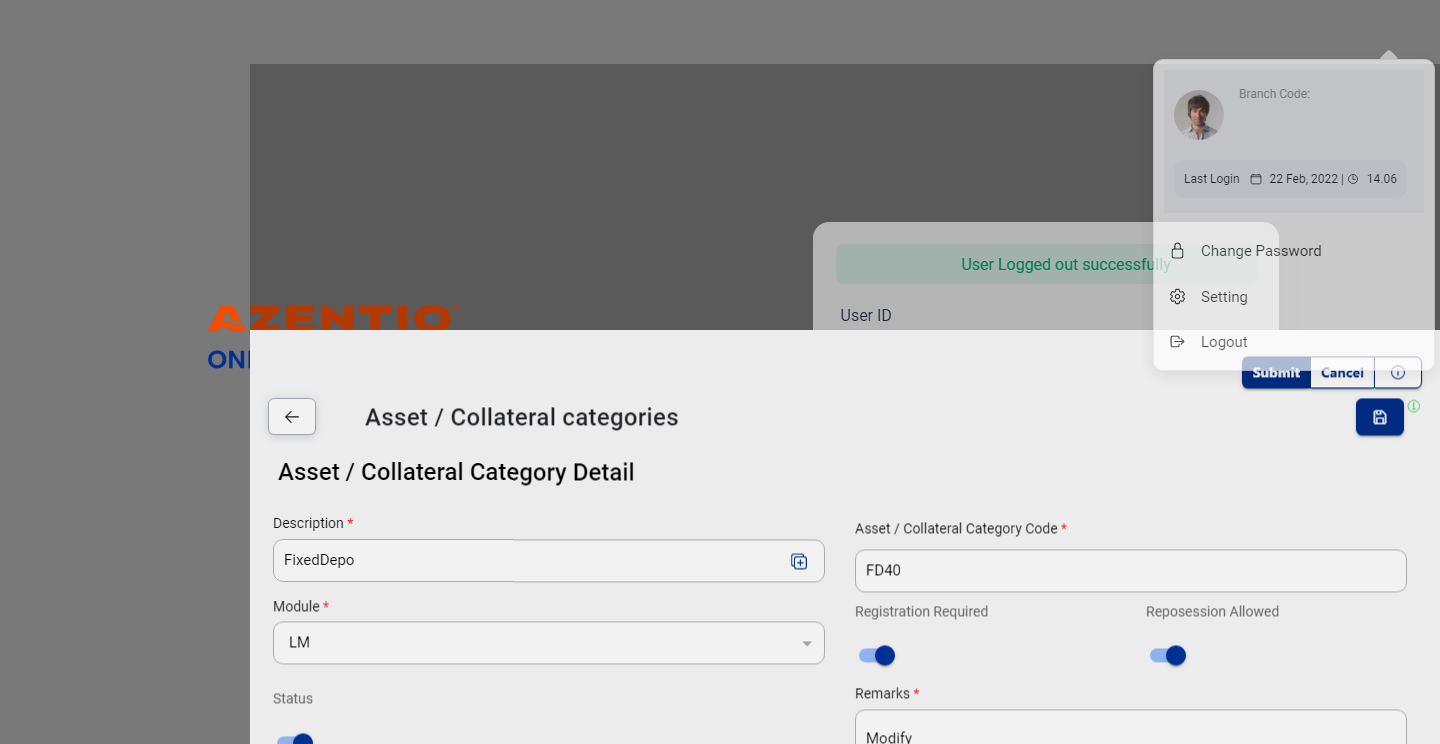 Branch Code:
Last Login 22 Feb, 2022 | 14.06
User Logged out successfully
Change Password
Setting
AZENTIO
User ID
Logout
Submit Cancel
Asset / Collateral categories
Asset / Collateral Category Detail
Description *
Asset / Collateral Category Code *
FixedDepo
FD40
Module *
Registration Required
Reposession Allowed
LM
Status
Remarks *
Modify